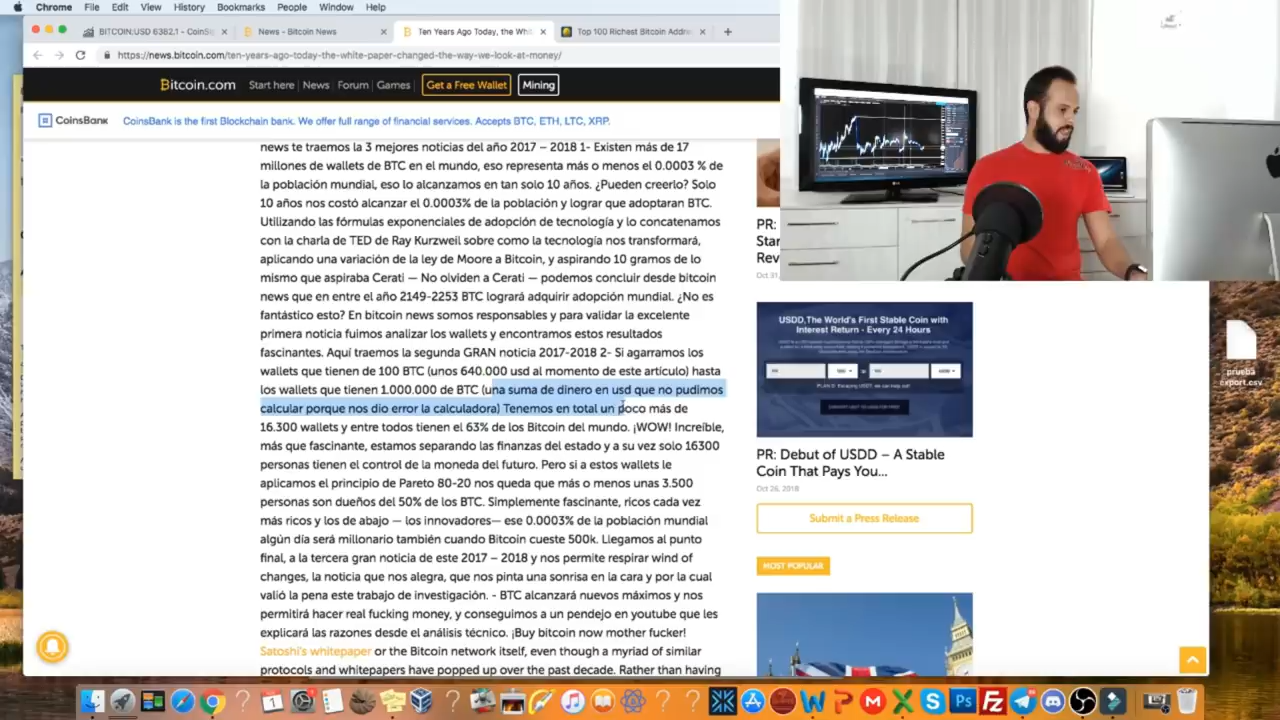 Chrome File Edit View History Bookmarks People Window Help
BITCOIN:USD 6382.1 - CoinSi
News - Bitcoin News
Ten Years Ago Today, the Whi
Top 100 Richest Bitcoin Addre
https://news.bitcoin.com/ten-years-ago-today-the-white-paper-changed-the-way-we-look-at-money/
Bitcoin.com Start here News Forum Games Get a Free Wallet Mining
CoinsBank CoinsBank is the first Blockchain bank. We offer full range of financial services. Accepts BTC, ETH, LTC, XRP.
news te traemos la 3 mejores noticias del año 2017 – 2018 1- Existen más de 17
millones de wallets de BTC en el mundo, eso representa más o menos el 0.0003 % de
la población mundial, eso lo alcanzamos en tan solo 10 años. ¿Pueden creerlo? Solo
10 años nos costó alcanzar el 0.0003% de la población y lograr que adoptaran BTC.
Utilizando las fórmulas exponenciales de adopción de tecnología y lo concatenamos
con la charla de TED de Ray Kurzweil sobre como la tecnología nos transformará,
aplicando una variación de la ley de Moore a Bitcoin, y aspirando 10 gramos de lo
mismo que aspiraba Cerati — No olviden a Cerati — podemos concluir desde bitcoin
news que en entre el año 2149-2253 BTC logrará adquirir adopción mundial. ¿No es
fantástico esto? En bitcoin news somos responsables y para validar la excelente
primera noticia fuimos analizar los wallets y encontramos estos resultados
fascinantes. Aquí traemos la segunda GRAN noticia 2017-2018 2- Si agarramos los
wallets que tienen de 100 BTC (unos 640.000 usd al momento de este artículo) hasta
los wallets que tienen 1.000.000 de BTC (una suma de dinero en usd que no pudimos
calcular porque nos dio error la calculadora) Tenemos en total un poco más de
16.300 wallets y entre todos tienen el 63% de los Bitcoin del mundo. ¡WOW! Increíble,
más que fascinante, estamos separando las finanzas del estado y a su vez solo 16300
personas tienen el control de la moneda del futuro. Pero si a estos wallets le
aplicamos el principio de Pareto 80-20 nos queda que más o menos unas 3.500
personas son dueños del 50% de los BTC. Simplemente fascinante, ricos cada vez
más ricos y los de abajo — los innovadores— ese 0.0003% de la población mundial
algún día será millonario también cuando Bitcoin cueste 500k. Llegamos al punto
final, a la tercera gran noticia de este 2017 – 2018 y nos permite respirar wind of
changes, la noticia que nos alegra, que nos pinta una sonrisa en la cara y por la cual
valió la pena este trabajo de investigación. - BTC alcanzará nuevos máximos y nos
permitirá hacer real fucking money, y conseguimos a un pendejo en youtube que les
explicará las razones desde el análisis técnico. ¡Buy bitcoin now mother fucker!
Satoshi's whitepaper or the Bitcoin network itself, even though a myriad of similar
protocols and whitepapers have popped up over the past decade. Rather than having
PR:
Star
Rev
Oct 31,
USDD,The World's First Stable Coin with
Interest Return - Every 24 Hours
PR: Debut of USDD – A Stable
Coin That Pays You...
Oct 26, 2018
Submit a Press Release
MOST POPULAR
prueba
export.csv